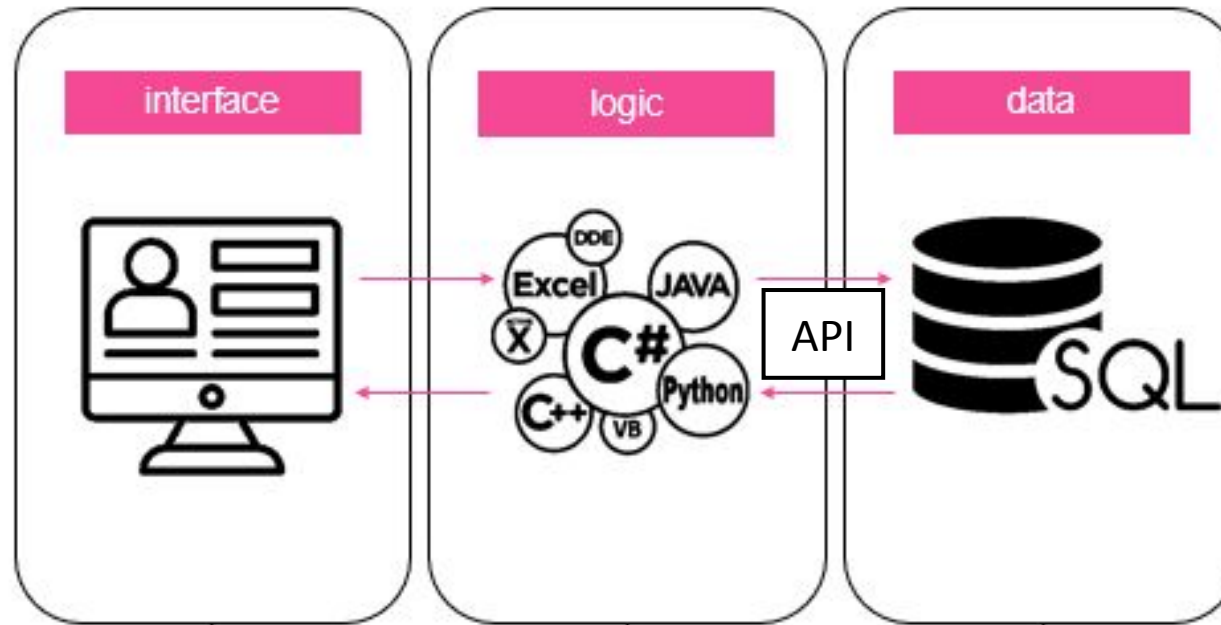 interface
logic
data
DDE
Excel
JAVA
X
C#
API
Python
C++
VB
SQL